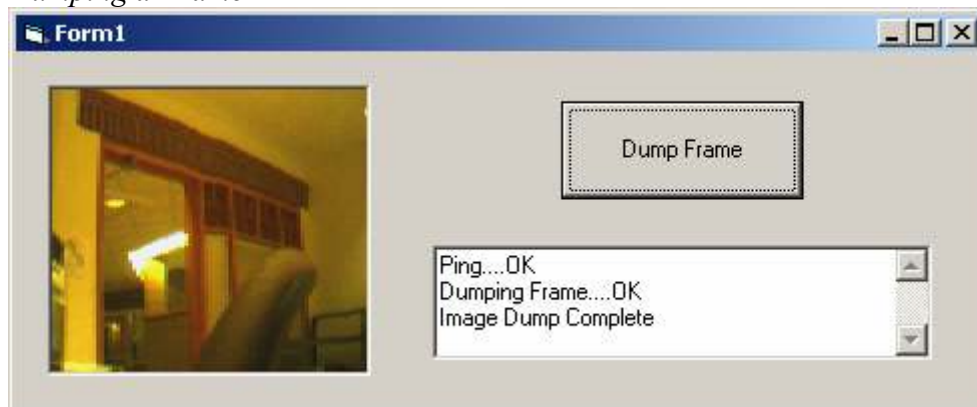 Form1
Dump Frame
Ping....OK
Dumping Frame....OK
Image Dump Complete